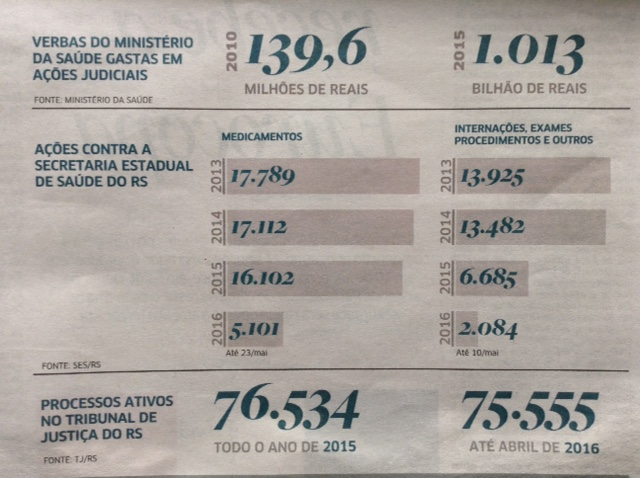 VERBAS DO MINISTÉRIO
DA SAÚDE GASTAS EM
AÇÕES JUDICIAIS
FONTE: MINISTÉRIO DA SAÚDE
2010
139,6
MILHÕES DE REAIS
2015
1.013
BILHÃO DE REAIS
AÇÕES CONTRA A
SECRETARIA ESTADUAL
DE SAÚDE DO RS
MEDICAMENTOS
2013 17.789
2014 17.112
2015 16.102
2016 5.101
Até 23/mai
INTERNAÇÕES, EXAMES
PROCEDIMENTOS E OUTROS
2013 13.925
2014 13.482
2015 6.685
2016 2.084
Até 10/mai
FONTE: SES/RS
PROCESSOS ATIVOS
NO TRIBUNAL DE
JUSTIÇA DO RS
FONTE: TJ/RS
76.534
TODO O ANO DE 2015
75.555
ATÉ ABRIL DE 2016